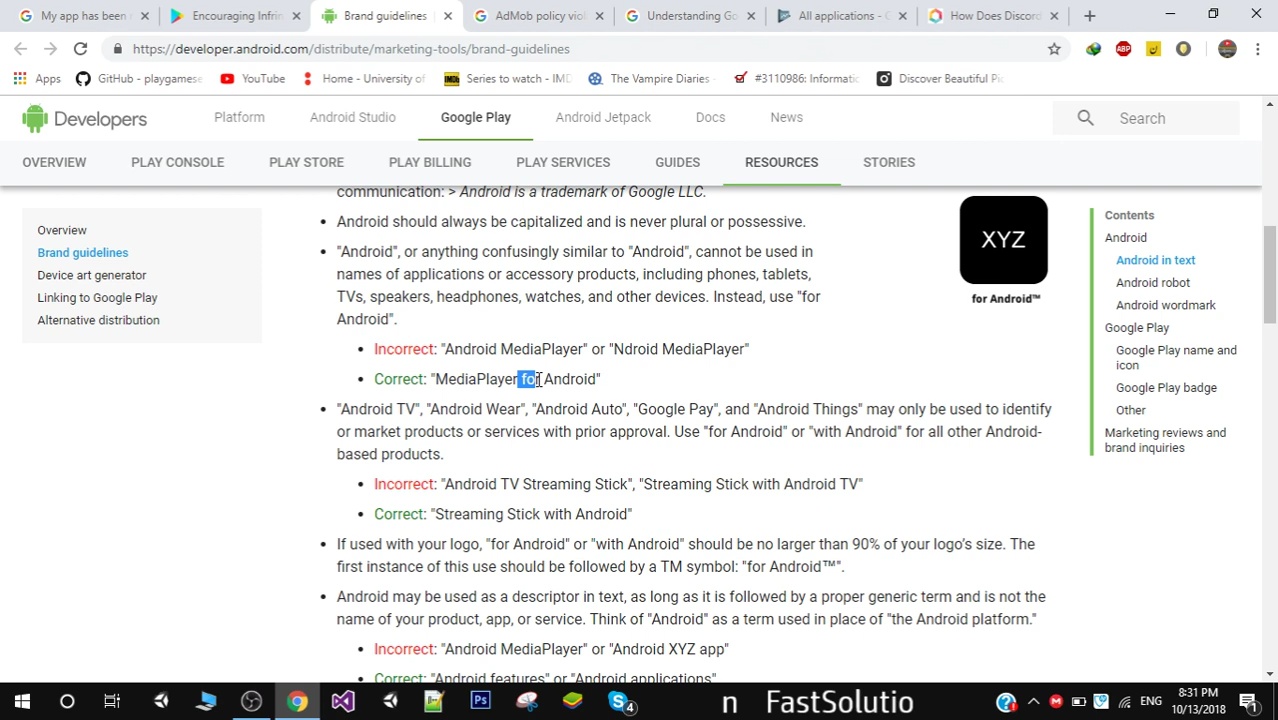 My app has been
Encouraging Infrin
Brand guidelines
AdMob policy viol
Understanding Go
All applications - G
How Does Discord
https://developer.android.com/distribute/marketing-tools/brand-guidelines
ABP
Apps
GitHub - playgamese
YouTube
Home - University of
Series to watch - IMD
The Vampire Diaries -
#3110986: Informatic
Discover Beautiful Pic
Developers
Platform
Android Studio
Google Play
Android Jetpack
Docs
News
Search
OVERVIEW
PLAY CONSOLE
PLAY STORE
PLAY BILLING
PLAY SERVICES
GUIDES
RESOURCES
STORIES
Overview
Brand guidelines
Device art generator
Linking to Google Play
Alternative distribution
communication: > Android is a trademark of Google LLC.
• Android should always be capitalized and is never plural or possessive.
• "Android", or anything confusingly similar to "Android", cannot be used in
names of applications or accessory products, including phones, tablets,
TVs, speakers, headphones, watches, and other devices. Instead, use "for
Android".
• Incorrect: "Android MediaPlayer" or "Ndroid MediaPlayer"
• Correct: "MediaPlayer for Android"
• "Android TV", "Android Wear", "Android Auto", "Google Pay", and "Android Things" may only be used to identify
or market products or services with prior approval. Use "for Android" or "with Android" for all other Android-
based products.
• Incorrect: "Android TV Streaming Stick", "Streaming Stick with Android TV"
• Correct: "Streaming Stick with Android"
• If used with your logo, "for Android" or "with Android" should be no larger than 90% of your logo's size. The
first instance of this use should be followed by a TM symbol: "for Android™".
• Android may be used as a descriptor in text, as long as it is followed by a proper generic term and is not the
name of your product, app, or service. Think of "Android" as a term used in place of "the Android platform."
• Incorrect: "Android MediaPlayer" or "Android XYZ app"
• Correct: "Android features" or "Android applications"
XYZ
for Android™
Contents
Android
Android in text
Android robot
Android wordmark
Google Play
Google Play name and
icon
Google Play badge
Other
Marketing reviews and
brand inquiries
Ps
4
n FastSolutio
ENG
8:31 PM
10/13/2018
1